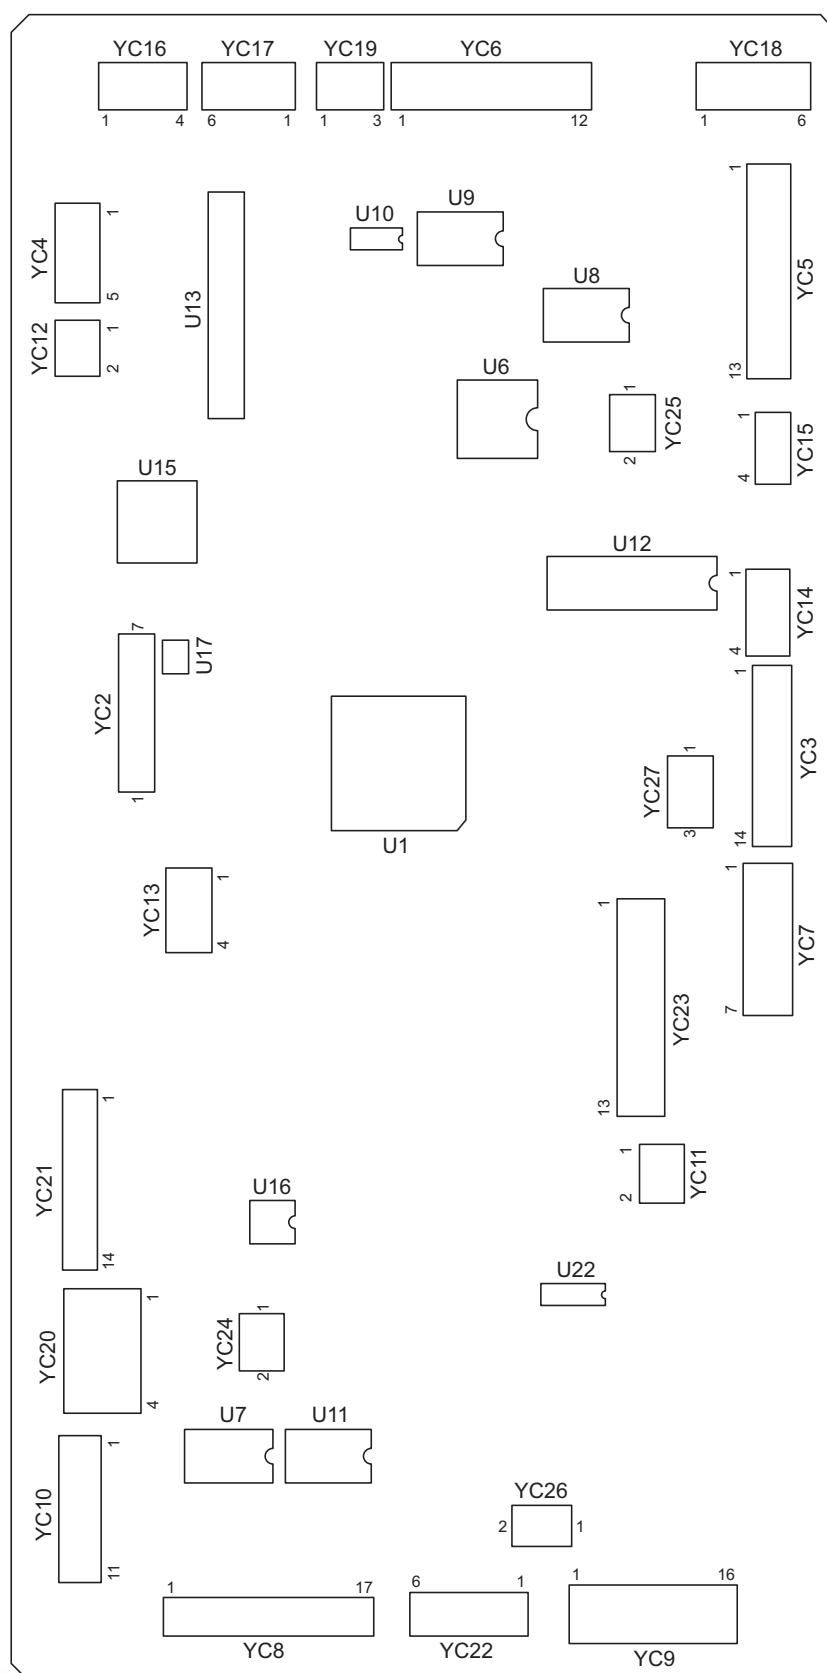 YC16 YC17 YC19 YC6 YC18
1 4 6 1 1 3 1 12 1 6
YC4 1 5
YC12 1 2
U13
U10 U9
U8
U6
YC5 1 13
YC25 1 2
YC15 1 4
U15
U12
YC14 1 4
YC2 7 1
U17
U1
YC27 1 3
YC3 1 14
YC13 1 4
YC7 1 7
YC23 1 13
YC21 1 14
YC11 1 2
U16
U22
YC20 1 4
YC24 1 2
U7 U11
YC10 1 11
YC26
2 1
1 17 6 1 1 16
YC8 YC22 YC9